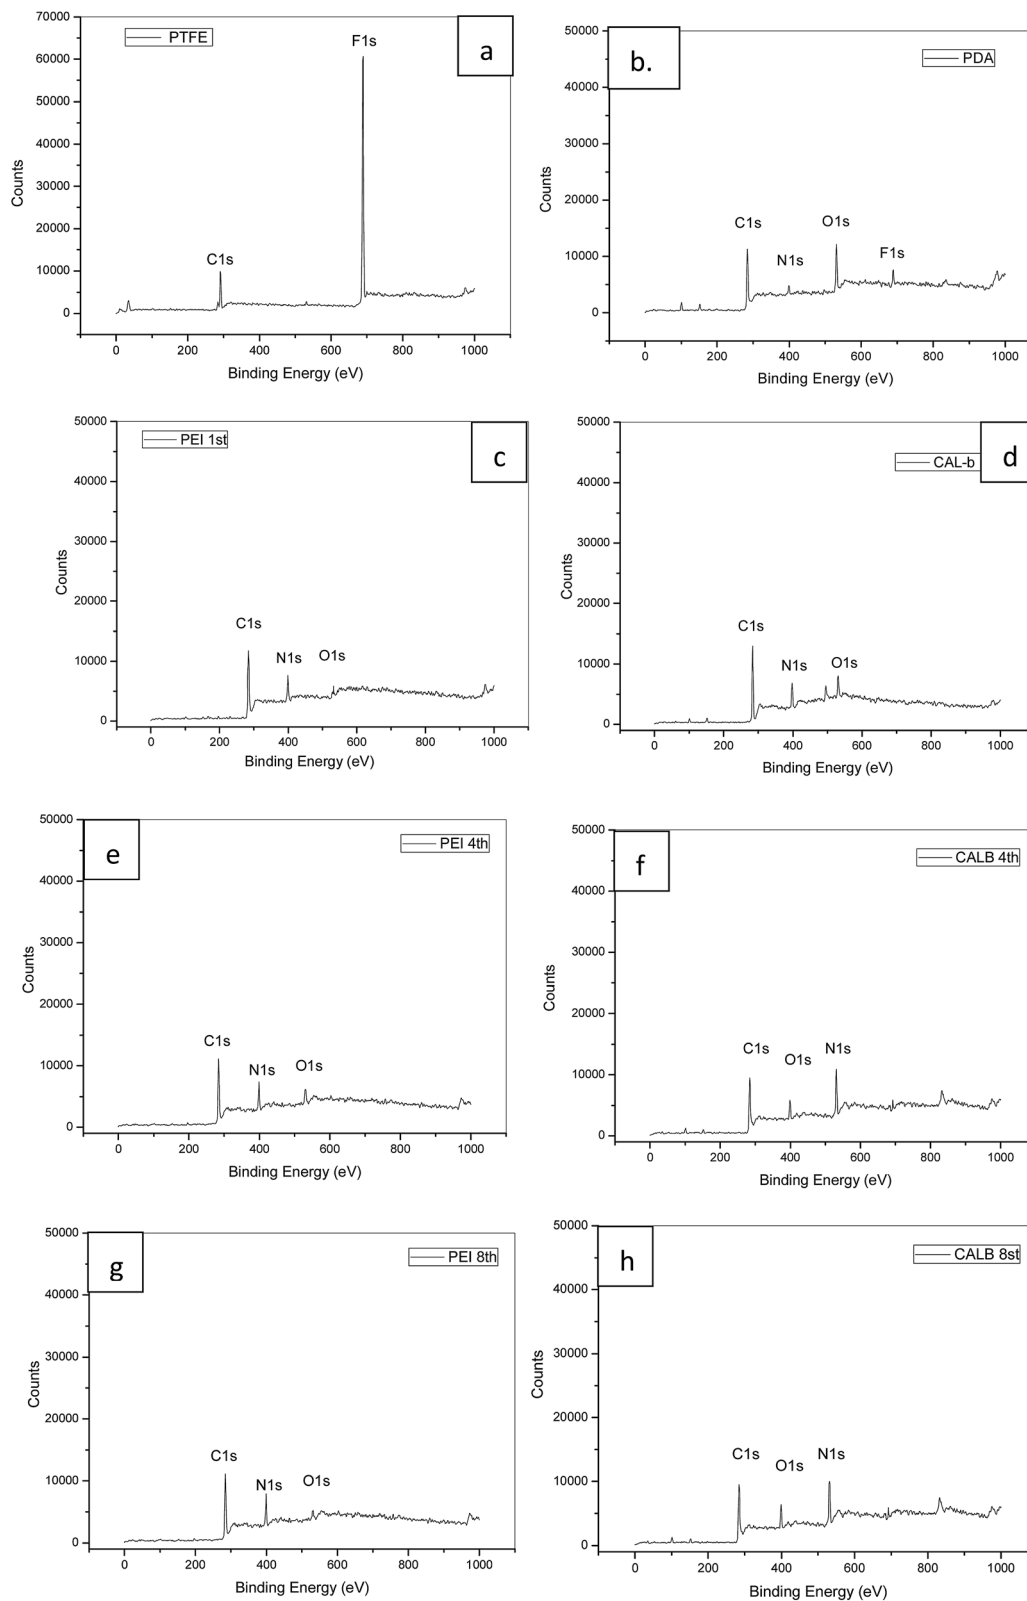 70000
60000
50000
40000
30000
20000
10000
0
Counts
PTFE
a
F1s
C1s
0 200 400 600 800 1000
Binding Energy (eV)
50000
40000
30000
20000
10000
0
Counts
b.
PDA
C1s
N1s
O1s
F1s
0 200 400 600 800 1000
Binding Energy (eV)
50000
40000
30000
20000
10000
0
Counts
PEI 1st
c
C1s
N1s
O1s
0 200 400 600 800 1000
Binding Energy (eV)
50000
40000
30000
20000
10000
0
Counts
CAL-b
d
C1s
N1s
O1s
0 200 400 600 800 1000
Binding Energy (eV)
50000
40000
30000
20000
10000
0
Counts
e
PEI 4th
C1s
N1s
O1s
0 200 400 600 800 1000
Binding Energy (eV)
50000
40000
30000
20000
10000
0
Counts
f
CALB 4th
C1s
O1s
N1s
0 200 400 600 800 1000
Binding Energy (eV)
50000
40000
30000
20000
10000
0
Counts
g
PEI 8th
C1s
N1s
O1s
0 200 400 600 800 1000
Binding Energy (eV)
50000
40000
30000
20000
10000
0
Counts
h
CALB 8st
C1s
O1s
N1s
0 200 400 600 800 1000
Binding Energy (eV)